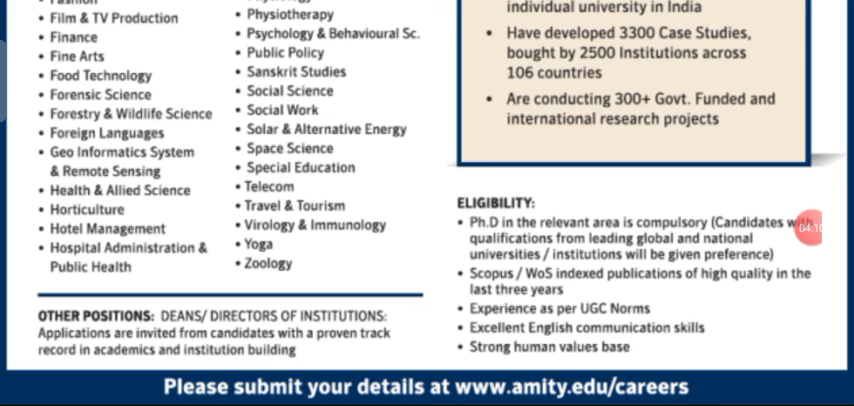 • Film & TV Production
• Finance
• Fine Arts
• Food Technology
• Forensic Science
• Forestry & Wildlife Science
• Foreign Languages
• Geo Informatics System
& Remote Sensing
• Health & Allied Science
• Horticulture
• Hotel Management
• Hospital Administration &
Public Health
• Physiotherapy
• Psychology & Behavioural Sc.
• Public Policy
• Sanskrit Studies
• Social Science
• Social Work
• Solar & Alternative Energy
• Space Science
• Special Education
• Telecom
• Travel & Tourism
• Virology & Immunology
• Yoga
• Zoology
OTHER POSITIONS: DEANS/ DIRECTORS OF INSTITUTIONS:
Applications are invited from candidates with a proven track
record in academics and institution building
individual university in India
• Have developed 3300 Case Studies,
bought by 2500 Institutions across
106 countries
• Are conducting 300+ Govt. Funded and
international research projects
ELIGIBILITY:
• Ph.D in the relevant area is compulsory (Candidates with
qualifications from leading global and national
universities / institutions will be given preference)
• Scopus / WoS indexed publications of high quality in the
last three years
• Experience as per UGC Norms
• Excellent English communication skills
• Strong human values base
04:10
Please submit your details at www.amity.edu/careers